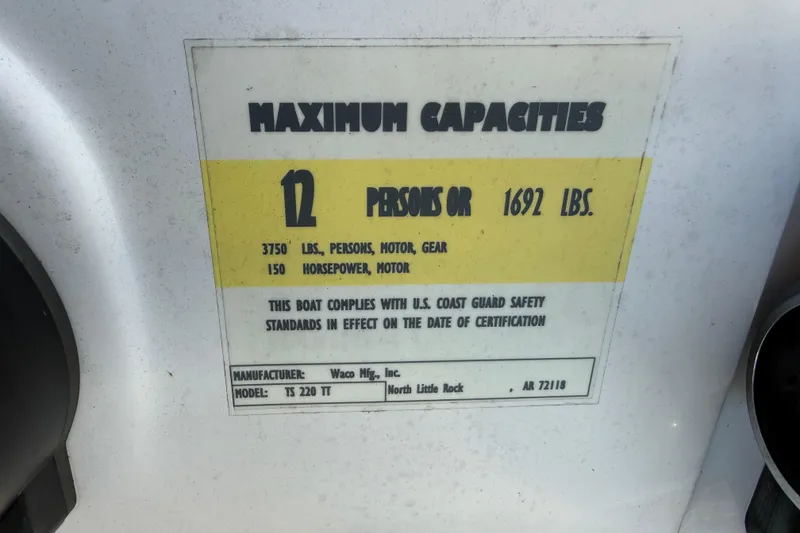 MAXIMUM CAPACITIES
12 PERSONS OR 1692 LBS.
3750 LBS., PERSONS, MOTOR, GEAR
150 HORSEPOWER, MOTOR
THIS BOAT COMPLIES WITH U.S. COAST GUARD SAFETY
STANDARDS IN EFFECT ON THE DATE OF CERTIFICATION
MANUFACTURER: Waco Mfg., Inc.
MODEL: TS 220 TT North Little Rock , AR 72118